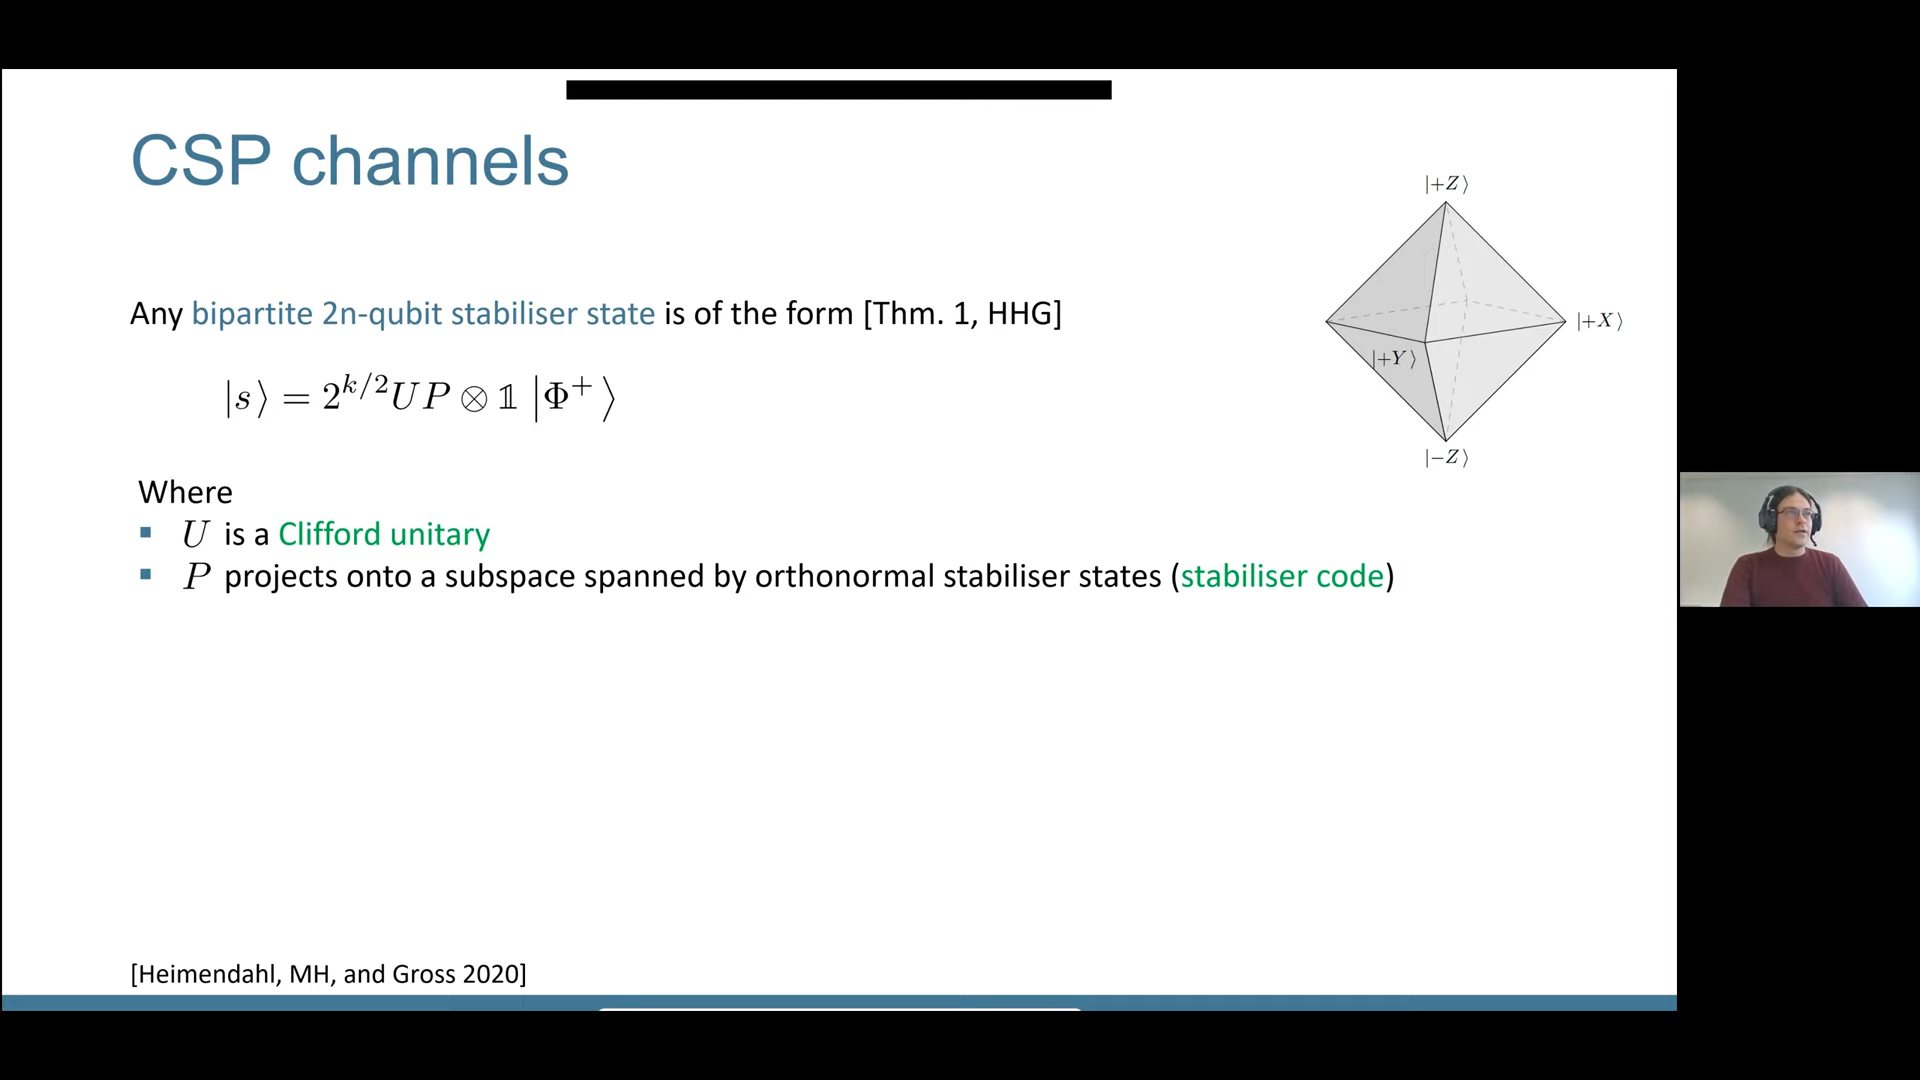 CSP channels
|+Z⟩
Any bipartite 2n-qubit stabiliser state is of the form [Thm. 1, HHG]
|+X⟩
|+Y⟩
|s⟩ = 2^{k/2} U P ⊗ 𝟙 |Φ^+⟩
|−Z⟩
Where
▪ U is a Clifford unitary
▪ P projects onto a subspace spanned by orthonormal stabiliser states (stabiliser code)
[Heimendahl, MH, and Gross 2020]